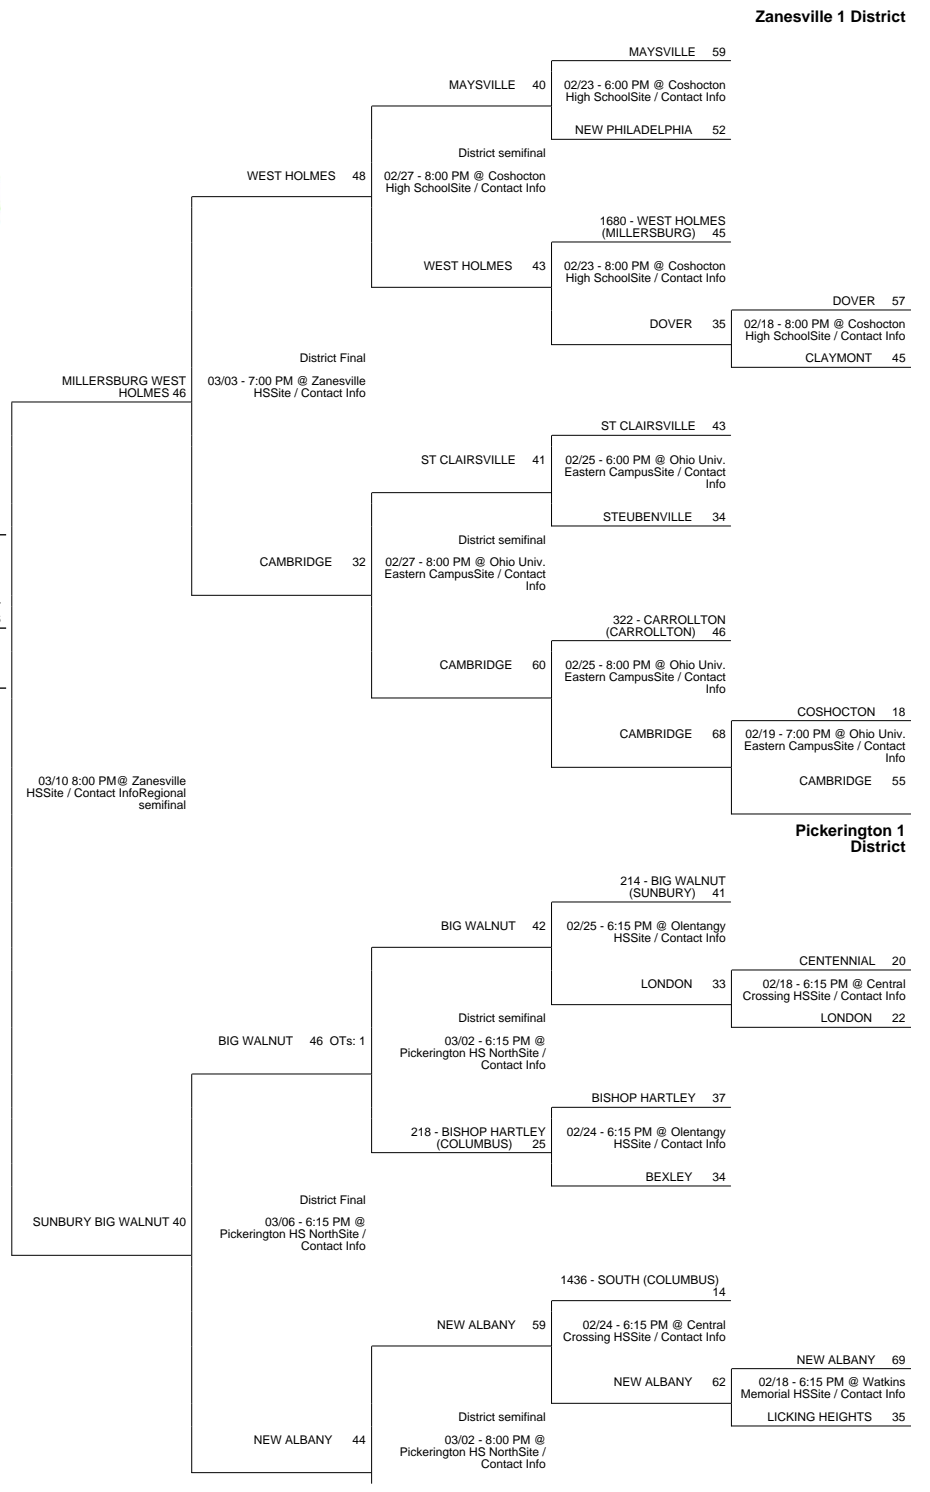 Zanesville 1 District
MAYSVILLE 59
MAYSVILLE 40
02/23 - 6:00 PM @ Coshocton
High SchoolSite / Contact Info
NEW PHILADELPHIA 52
District semifinal
WEST HOLMES 48
02/27 - 8:00 PM @ Coshocton
High SchoolSite / Contact Info
1680 - WEST HOLMES
(MILLERSBURG) 45
WEST HOLMES 43
02/23 - 8:00 PM @ Coshocton
High SchoolSite / Contact Info
DOVER 57
DOVER 35
02/18 - 8:00 PM @ Coshocton
High SchoolSite / Contact Info
CLAYMONT 45
District Final
MILLERSBURG WEST
HOLMES 46
03/03 - 7:00 PM @ Zanesville
HSSite / Contact Info
ST CLAIRSVILLE 43
ST CLAIRSVILLE 41
02/25 - 6:00 PM @ Ohio Univ.
Eastern CampusSite / Contact
Info
STEUBENVILLE 34
District semifinal
CAMBRIDGE 32
02/27 - 8:00 PM @ Ohio Univ.
Eastern CampusSite / Contact
Info
322 - CARROLLTON
(CARROLLTON) 46
CAMBRIDGE 60
02/25 - 8:00 PM @ Ohio Univ.
Eastern CampusSite / Contact
Info
COSHOCTON 18
CAMBRIDGE 68
02/19 - 7:00 PM @ Ohio Univ.
Eastern CampusSite / Contact
Info
CAMBRIDGE 55
03/10 8:00 PM@ Zanesville
HSSite / Contact InfoRegional
semifinal
Pickerington 1
District
214 - BIG WALNUT
(SUNBURY) 41
BIG WALNUT 42
02/25 - 6:15 PM @ Olentangy
HSSite / Contact Info
CENTENNIAL 20
LONDON 33
02/18 - 6:15 PM @ Central
Crossing HSSite / Contact Info
LONDON 22
District semifinal
BIG WALNUT 46 OTs: 1
03/02 - 6:15 PM @
Pickerington HS NorthSite /
Contact Info
BISHOP HARTLEY 37
218 - BISHOP HARTLEY
(COLUMBUS) 25
02/24 - 6:15 PM @ Olentangy
HSSite / Contact Info
BEXLEY 34
District Final
SUNBURY BIG WALNUT 40
03/06 - 6:15 PM @
Pickerington HS NorthSite /
Contact Info
1436 - SOUTH (COLUMBUS)
14
NEW ALBANY 59
02/24 - 6:15 PM @ Central
Crossing HSSite / Contact Info
NEW ALBANY 69
NEW ALBANY 62
02/18 - 6:15 PM @ Watkins
Memorial HSSite / Contact Info
LICKING HEIGHTS 35
District semifinal
NEW ALBANY 44
03/02 - 8:00 PM @
Pickerington HS NorthSite /
Contact Info